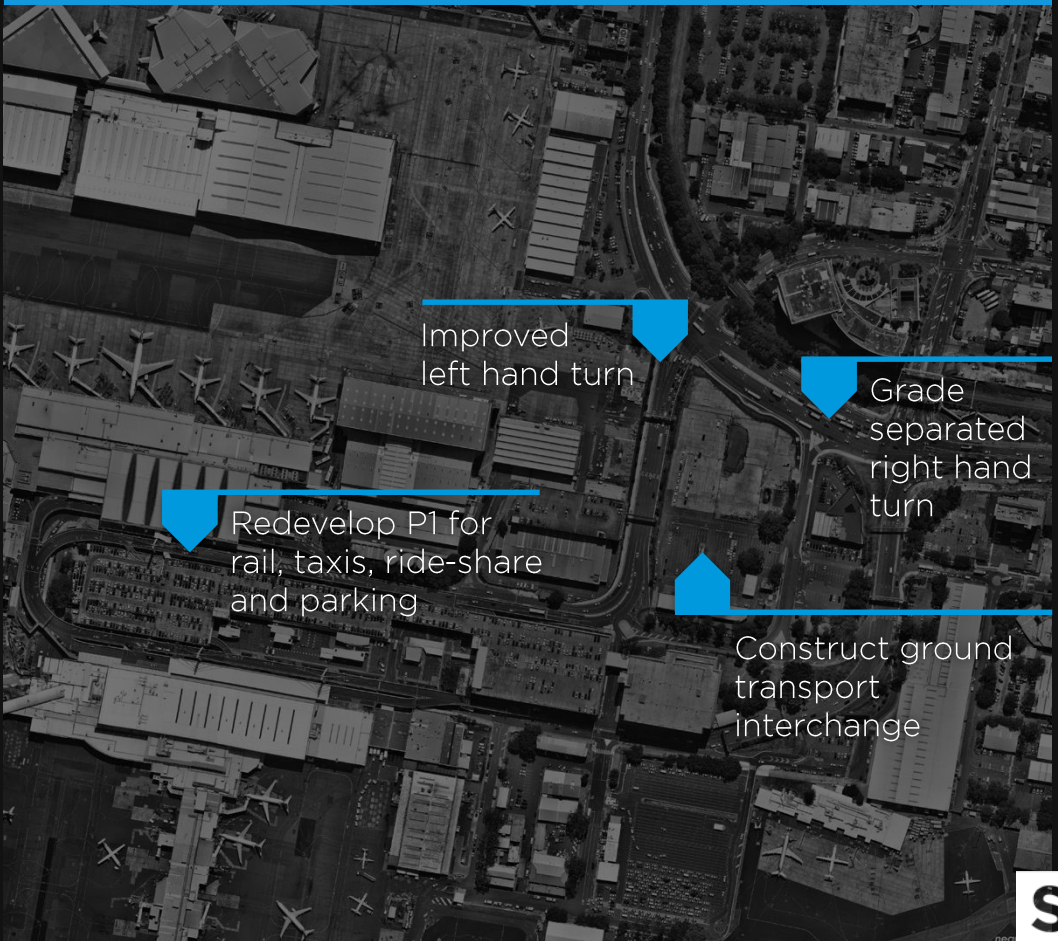 Improved
left hand turn
Grade
separated
right hand
turn
Redevelop P1 for
rail, taxis, ride-share
and parking
Construct ground
transport
interchange
S